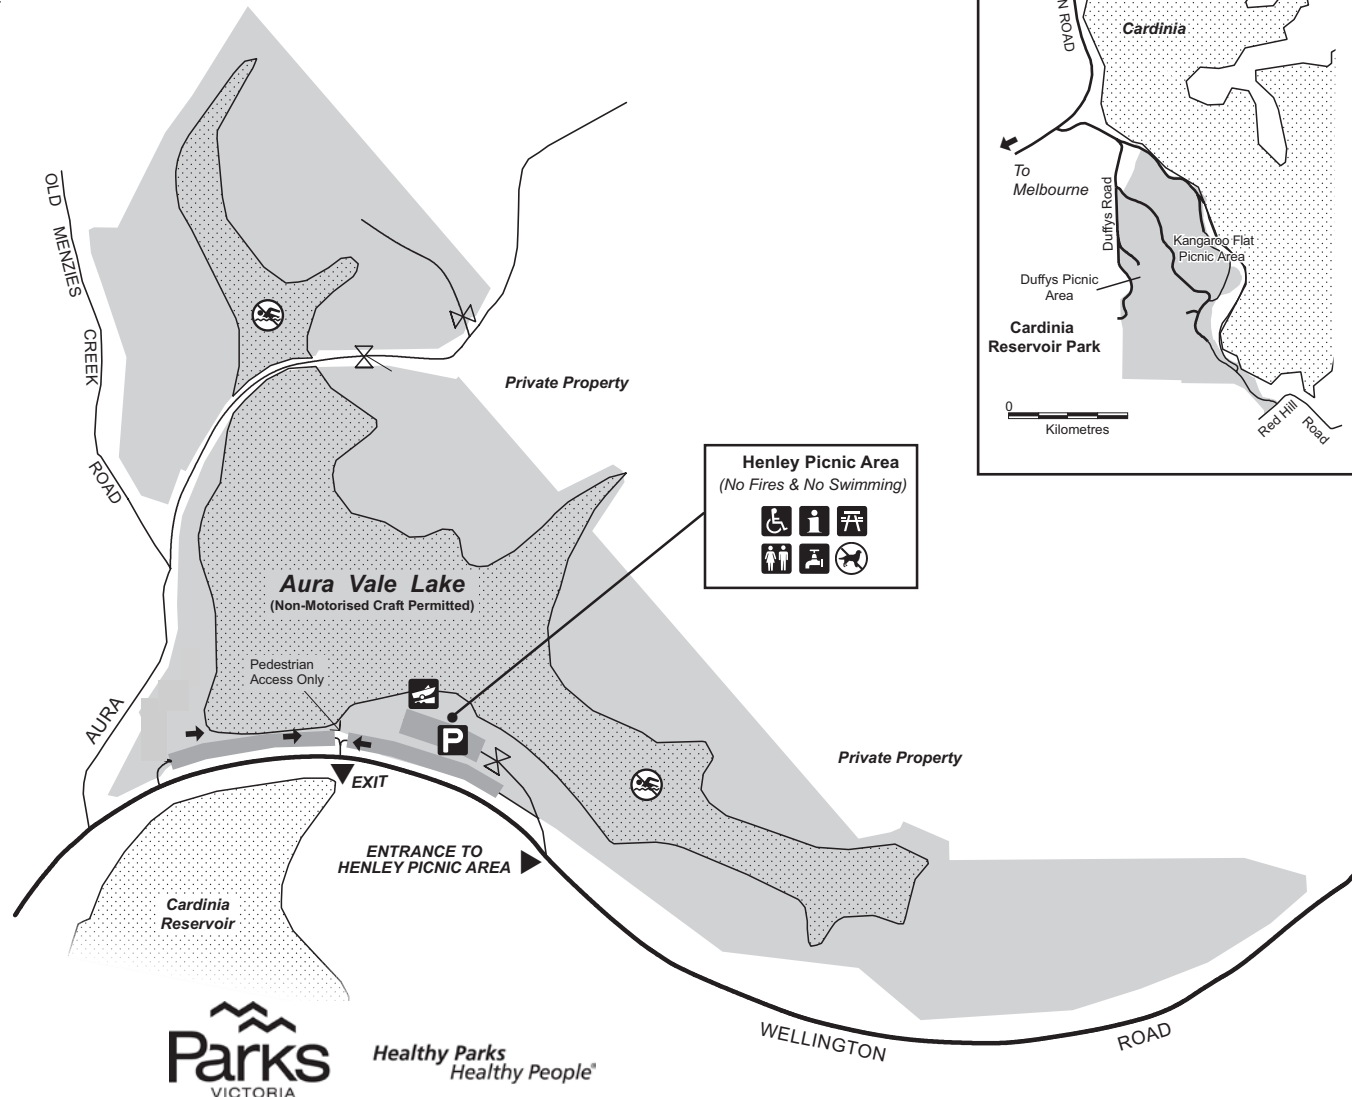 OLD MENZIES CREEK ROAD
AURA
Private Property
Henley Picnic Area
(No Fires & No Swimming)
Aura Vale Lake
(Non-Motorised Craft Permitted)
Pedestrian
Access Only
P
EXIT
ENTRANCE TO
HENLEY PICNIC AREA
Private Property
Cardinia
Reservoir
WELLINGTON ROAD
Parks
VICTORIA
Healthy Parks
Healthy People
N ROAD
Cardinia
To
Melbourne
Duffys Road
Kangaroo Flat
Picnic Area
Duffys Picnic
Area
Cardinia
Reservoir Park
0
Kilometres
Red Hill Road